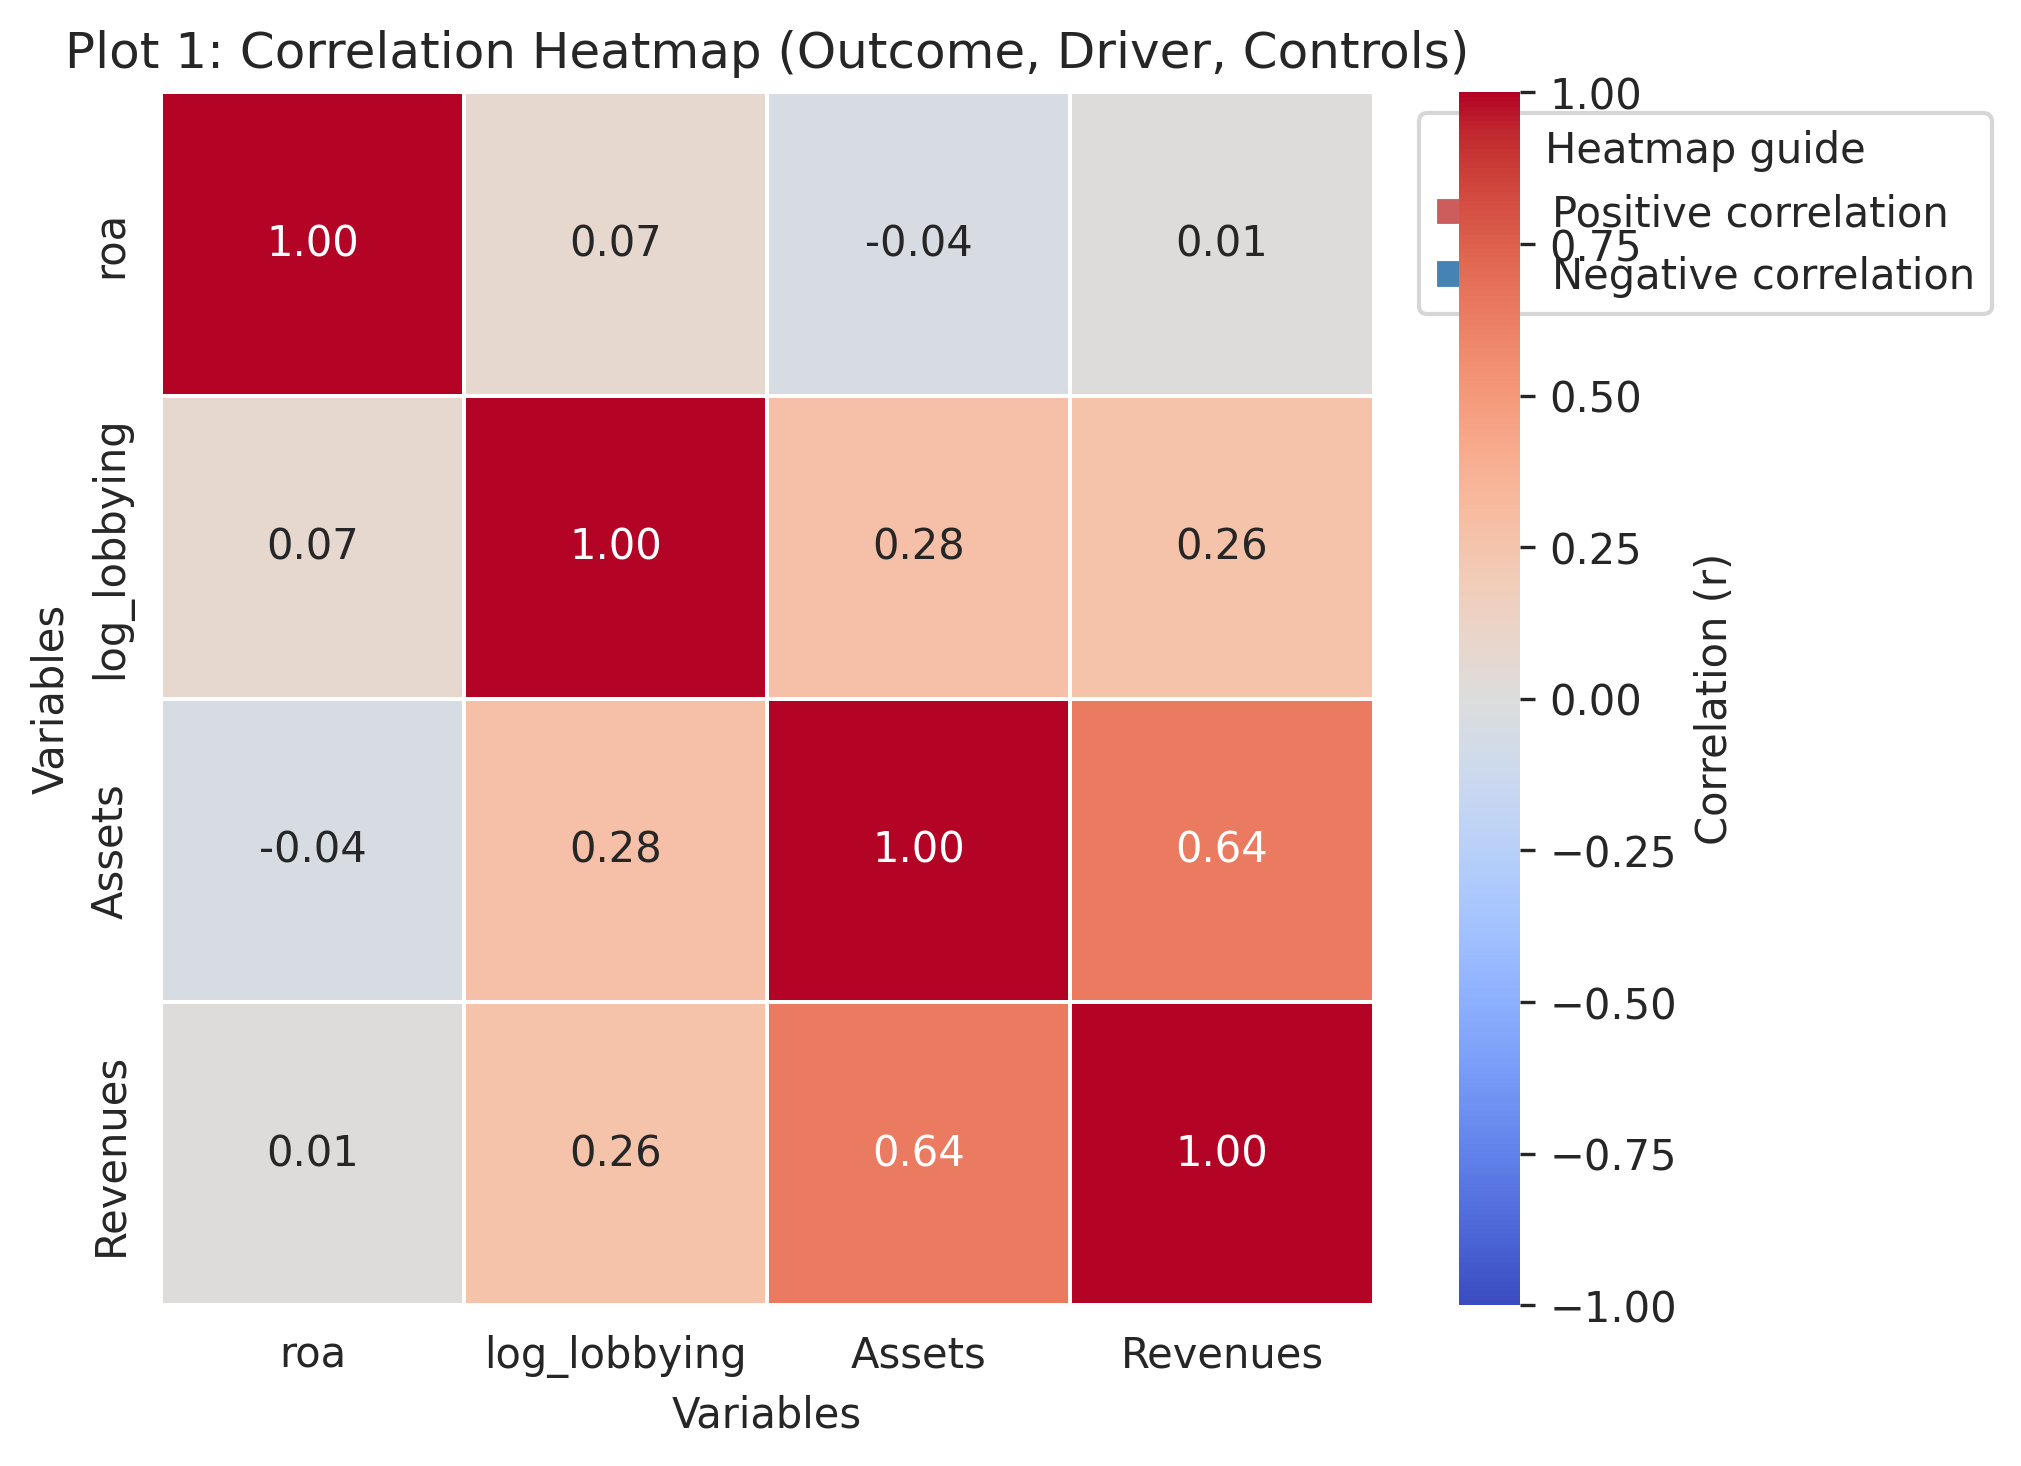 Plot 1: Correlation Heatmap (Outcome, Driver, Controls)
Variables
roa
1.00 0.07 -0.04 0.01
log_lobbying
0.07 1.00 0.28 0.26
Assets
-0.04 0.28 1.00 0.64
Revenues
0.01 0.26 0.64 1.00
roa log_lobbying Assets Revenues
Variables
Heatmap guide
Positive correlation
Negative correlation
1.00
0.75
0.50
0.25
0.00
−0.25
−0.50
−0.75
−1.00
Correlation (r)